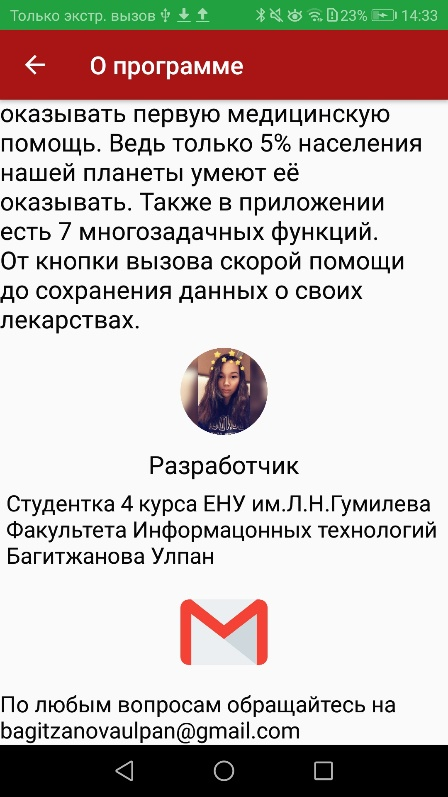 Только экстр. вызов 23% 14:33
О программе
оказывать первую медицинскую
помощь. Ведь только 5% населения
нашей планеты умеют её
оказывать. Также в приложении
есть 7 многозадачных функций.
От кнопки вызова скорой помощи
до сохранения данных о своих
лекарствах.
Разработчик
Студентка 4 курса ЕНУ им.Л.Н.Гумилева
Факультета Информацонных технологий
Багитжанова Улпан
По любым вопросам обращайтесь на
bagitzanovaulpan@gmail.com